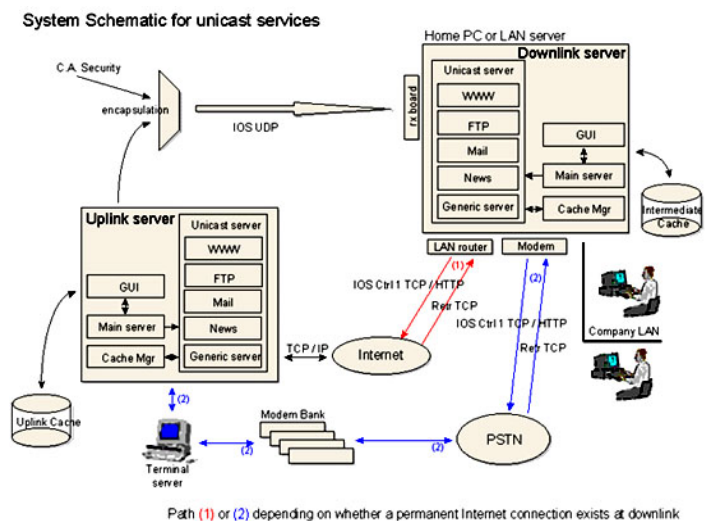 System Schematic for unicast services
Home PC or LAN server
Downlink server
C.A. Security
encapsulation
IOS UDP
rx board
Unicast server
WWW
FTP
Mail
News
Generic server
GUI
Main server
Cache Mgr
Intermediate
Cache
LAN router
Modem
Uplink server
Unicast server
WWW
FTP
Mail
News
Generic server
GUI
Main server
Cache Mgr
(1)
(2)
IOS Ctrl 1 TCP / HTTP
Retr TCP
IOS Ctrl 1 TCP / HTTP
Retr TCP
Company LAN
TCP / IP
Internet
Uplink Cache
(2)
Terminal
server
(2)
Modem Bank
(2)
PSTN
Path (1) or (2) depending on whether a permanent Internet connection exists at downlink